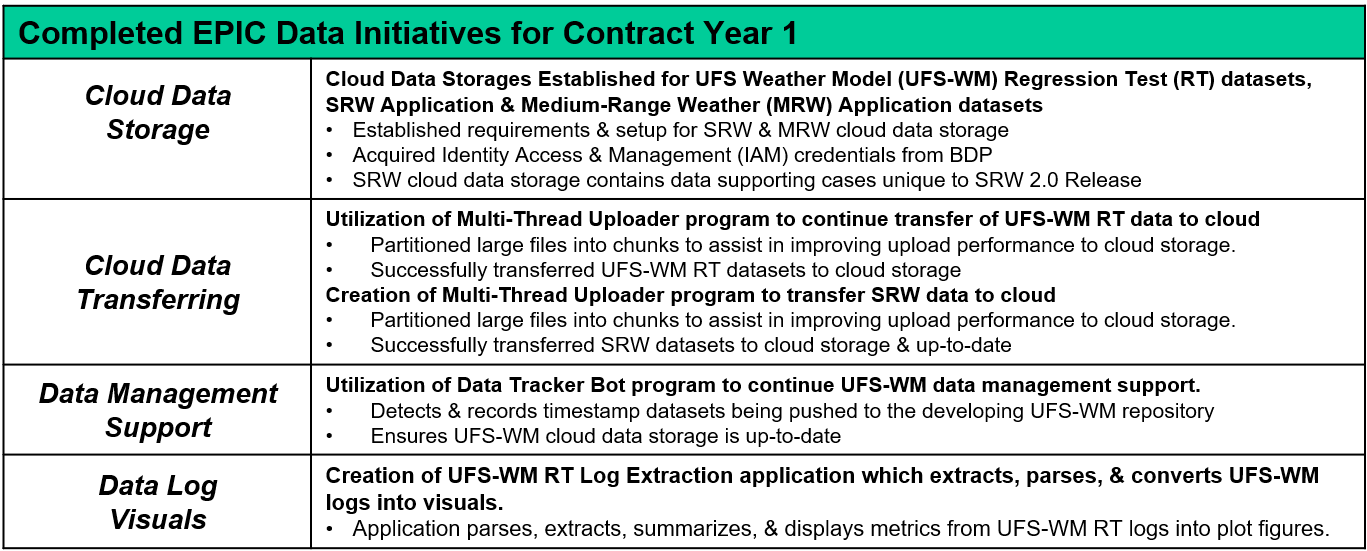 Completed EPIC Data Initiatives for Contract Year 1
Cloud Data
Storage
Cloud Data Storages Established for UFS Weather Model (UFS-WM) Regression Test (RT) datasets,
SRW Application & Medium-Range Weather (MRW) Application datasets
• Established requirements & setup for SRW & MRW cloud data storage
• Acquired Identity Access & Management (IAM) credentials from BDP
• SRW cloud data storage contains data supporting cases unique to SRW 2.0 Release
Cloud Data
Transferring
Utilization of Multi-Thread Uploader program to continue transfer of UFS-WM RT data to cloud
• Partitioned large files into chunks to assist in improving upload performance to cloud storage.
• Successfully transferred UFS-WM RT datasets to cloud storage
Creation of Multi-Thread Uploader program to transfer SRW data to cloud
• Partitioned large files into chunks to assist in improving upload performance to cloud storage.
• Successfully transferred SRW datasets to cloud storage & up-to-date
Data Management
Support
Utilization of Data Tracker Bot program to continue UFS-WM data management support.
• Detects & records timestamp datasets being pushed to the developing UFS-WM repository
• Ensures UFS-WM cloud data storage is up-to-date
Data Log
Visuals
Creation of UFS-WM RT Log Extraction application which extracts, parses, & converts UFS-WM
logs into visuals.
• Application parses, extracts, summarizes, & displays metrics from UFS-WM RT logs into plot figures.